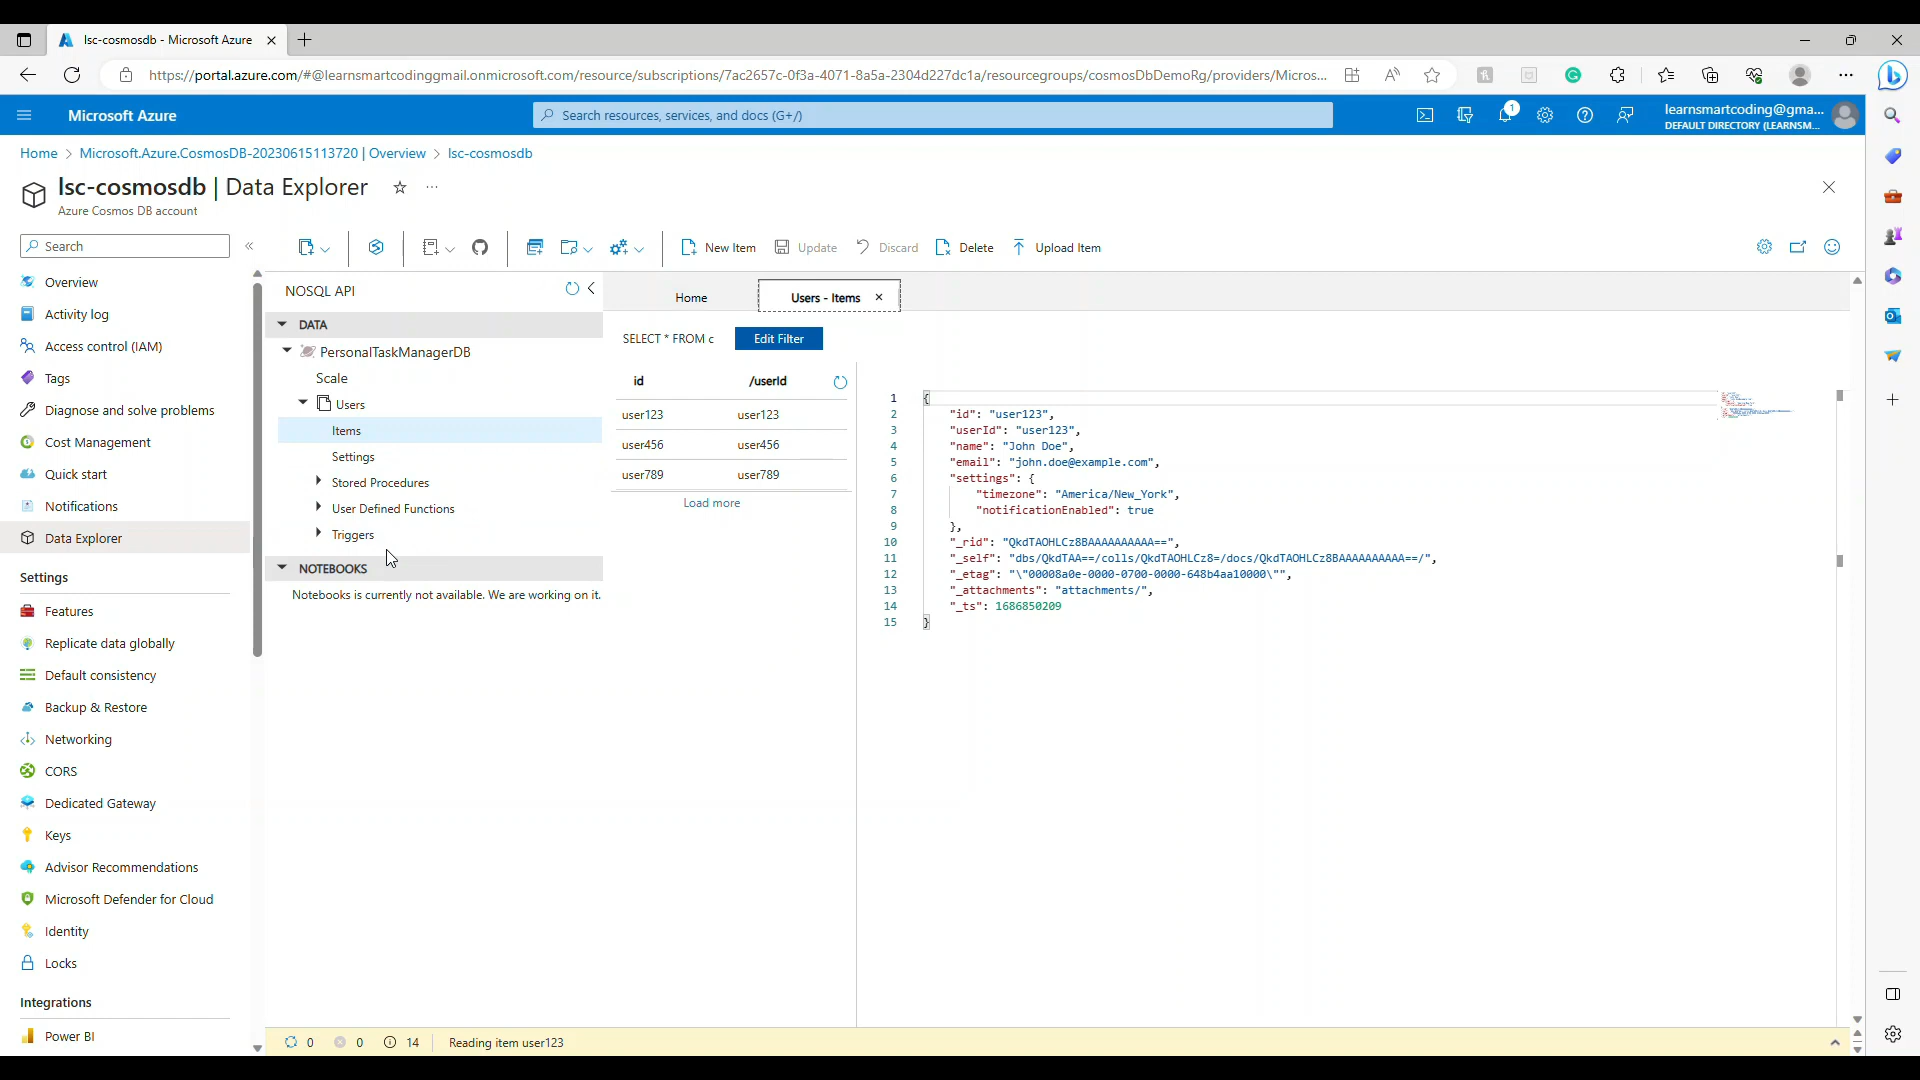 lsc-cosmosdb - Microsoft Azure
https://portal.azure.com/#@learnsmartcodinggmail.onmicrosoft.com/resource/subscriptions/7ac2657c-0f3a-4071-8a5a-2304d227dc1a/resourcegroups/cosmosDbDemoRg/providers/Micros...
Microsoft Azure
Search resources, services, and docs (G+/)
1
learnsmartcoding@gma...
DEFAULT DIRECTORY (LEARNSM...
Home > Microsoft.Azure.CosmosDB-20230615113720 | Overview > lsc-cosmosdb
lsc-cosmosdb | Data Explorer
Azure Cosmos DB account
Search
Overview
Activity log
Access control (IAM)
Tags
Diagnose and solve problems
Cost Management
Quick start
Notifications
Data Explorer
Settings
Features
Replicate data globally
Default consistency
Backup & Restore
Networking
CORS
Dedicated Gateway
Keys
Advisor Recommendations
Microsoft Defender for Cloud
Identity
Locks
Integrations
Power BI
New Item
Update
Discard
Delete
Upload Item
NOSQL API
DATA
PersonalTaskManagerDB
Scale
Users
Items
Settings
Stored Procedures
User Defined Functions
Triggers
NOTEBOOKS
Notebooks is currently not available. We are working on it.
Home
Users - Items
SELECT * FROM c
Edit Filter
id /userId
user123 user123
user456 user456
user789 user789
Load more
1 {
2 "id": "user123",
3 "userId": "user123",
4 "name": "John Doe",
5 "email": "john.doe@example.com",
6 "settings": {
7 "timezone": "America/New_York",
8 "notificationEnabled": true
9 },
10 "_rid": "QkdTAOHLCz8BAAAAAAAAAA==",
11 "_self": "dbs/QkdTAA==/colls/QkdTAOHLCz8=/docs/QkdTAOHLCz8BAAAAAAAAAA==/",
12 "_etag": "\"00008a0e-0000-0700-0000-648b4aa10000\"",
13 "_attachments": "attachments/",
14 "_ts": 1686850209
15 }
0 0 14 Reading item user123